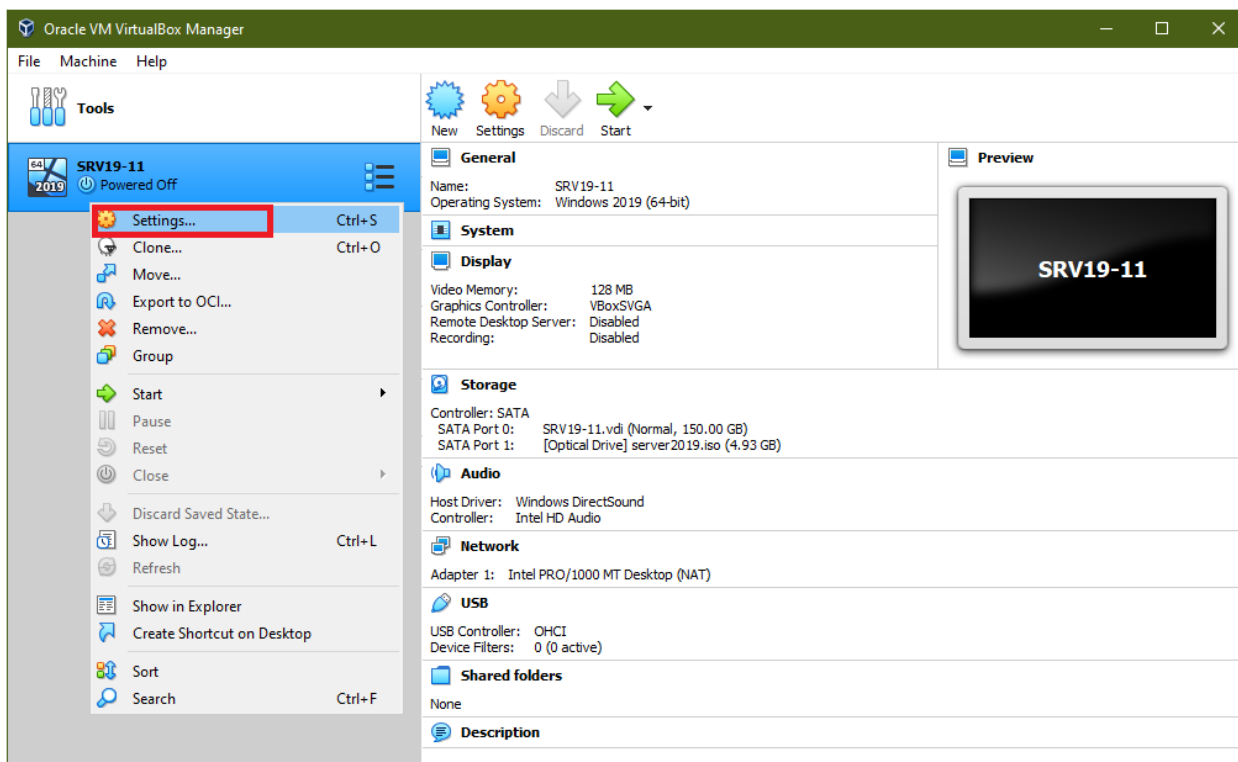 Oracle VM VirtualBox Manager
File Machine Help
Tools
New Settings Discard Start
64
2019
SRV19-11
Powered Off
Settings... Ctrl+S
Clone... Ctrl+O
Move...
Export to OCI...
Remove...
Group
Start
Pause
Reset
Close
Discard Saved State...
Show Log... Ctrl+L
Refresh
Show in Explorer
Create Shortcut on Desktop
Sort
Search Ctrl+F
General
Name: SRV19-11
Operating System: Windows 2019 (64-bit)
System
Display
Video Memory: 128 MB
Graphics Controller: VBoxSVGA
Remote Desktop Server: Disabled
Recording: Disabled
Storage
Controller: SATA
SATA Port 0: SRV19-11.vdi (Normal, 150.00 GB)
SATA Port 1: [Optical Drive] server2019.iso (4.93 GB)
Audio
Host Driver: Windows DirectSound
Controller: Intel HD Audio
Network
Adapter 1: Intel PRO/1000 MT Desktop (NAT)
USB
USB Controller: OHCI
Device Filters: 0 (0 active)
Shared folders
None
Description
Preview
SRV19-11